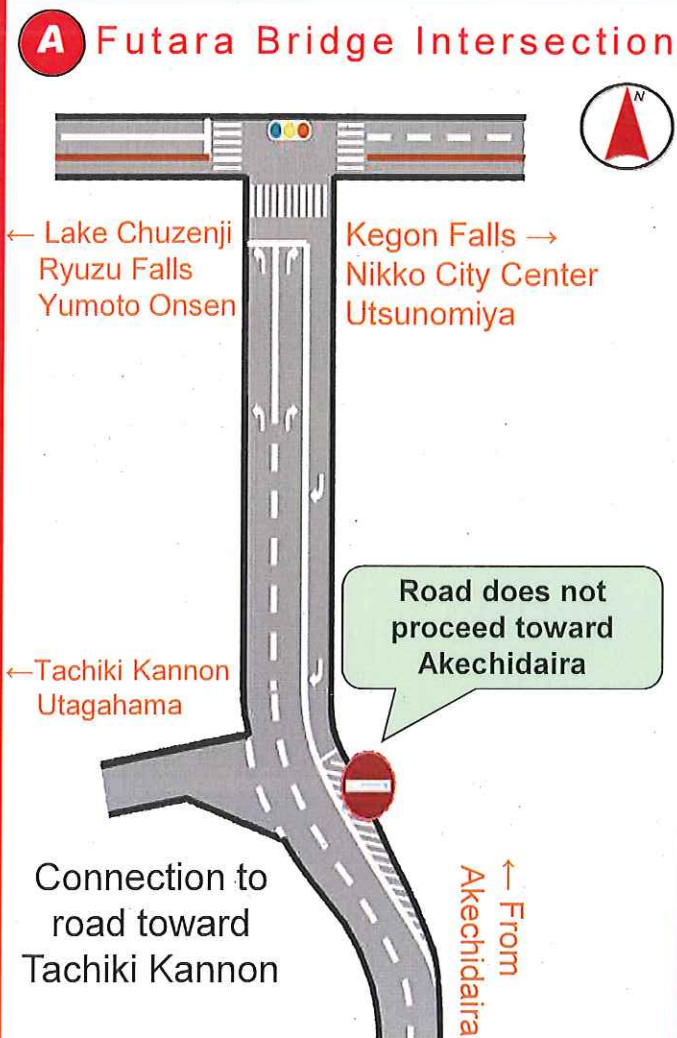 A Futara Bridge Intersection
N
← Lake Chuzenji
Ryuzu Falls
Yumoto Onsen
Kegon Falls →
Nikko City Center
Utsunomiya
Road does not
proceed toward
Akechidaira
←Tachiki Kannon
Utagahama
Connection to
road toward
Tachiki Kannon
← From
Akechidaira